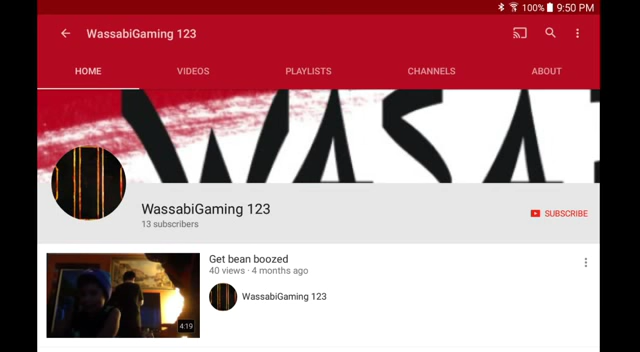 100% 9:50 PM
WassabiGaming 123
HOME VIDEOS PLAYLISTS CHANNELS ABOUT
WASA
WassabiGaming 123
13 subscribers
SUBSCRIBE
Get bean boozed
40 views · 4 months ago
WassabiGaming 123
4:19